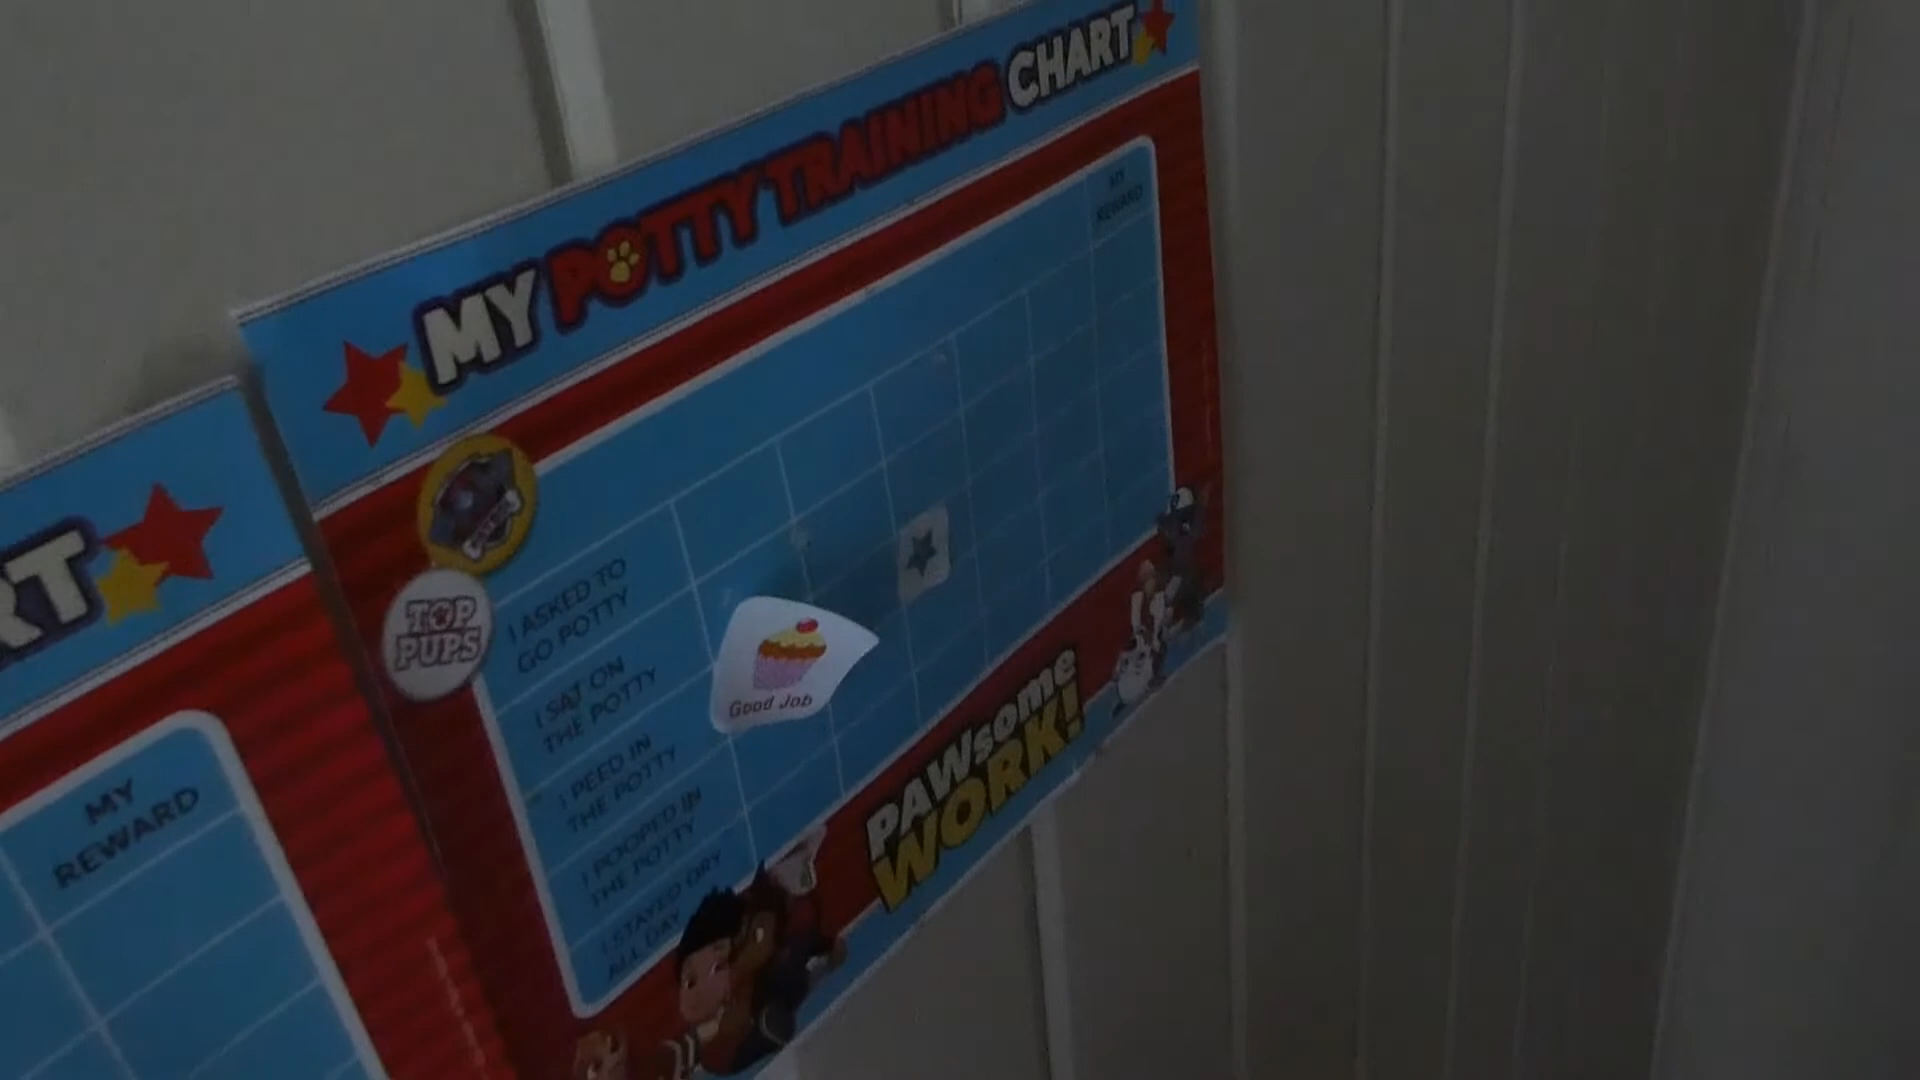 MY POTTY TRAINING CHART
MY
REWARD
TOP
PUPS
I ASKED TO
GO POTTY
I SAT ON
THE POTTY
I PEED IN
THE POTTY
I POOPED IN
THE POTTY
I STAYED DRY
ALL DAY
Good Job
PAWsome
WORK!
RT
MY
REWARD